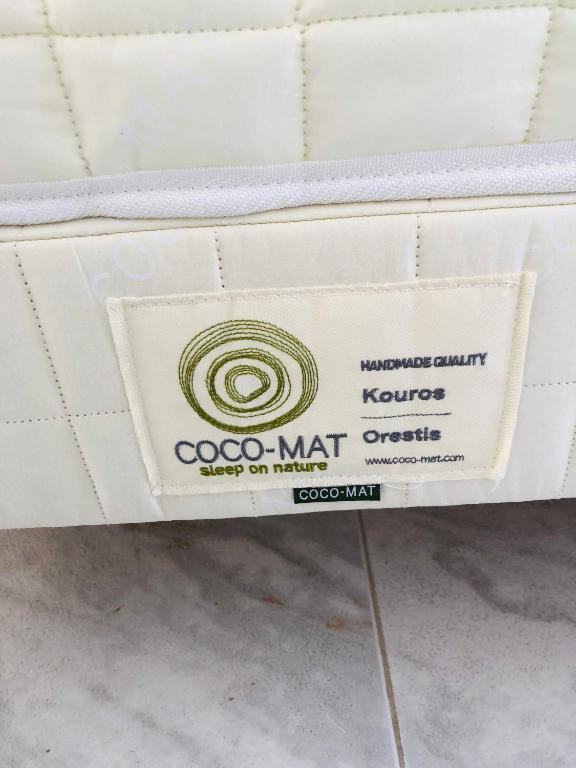 HANDMADE QUALITY
Kouros
Orestis
www.coco-mat.com
COCO-MAT
sleep on nature
COCO-MAT